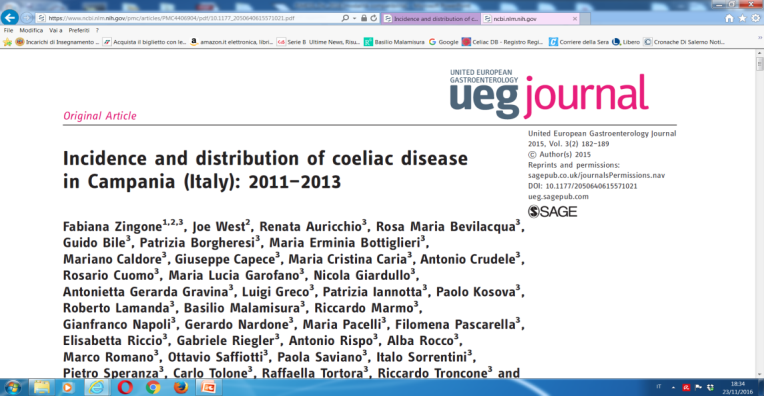 https://www.ncbi.nlm.nih.gov/pmc/articles/PMC4406904/pdf/10.1177_2050640615571021.pdf
Incidence and distribution of c...
ncbi.nlm.nih.gov
File Modifica Vai a Preferiti ?
Incarichi di Insegnamento ... Acquista il biglietto con le... amazon.it elettronica, libri... Serie B Ultime News, Risu... Basilio Malamisura Google Celiac DB - Registro Regi... Corriere della Sera Libero Cronache Di Salerno Noti...
UNITED EUROPEAN
GASTROENTEROLOGY
ueg journal
Original Article
United European Gastroenterology Journal
2015, Vol. 3(2) 182–189
© Author(s) 2015
Reprints and permissions:
sagepub.co.uk/journalsPermissions.nav
DOI: 10.1177/2050640615571021
ueg.sagepub.com
SAGE
Incidence and distribution of coeliac disease
in Campania (Italy): 2011–2013
Fabiana Zingone1,2,3, Joe West2, Renata Auricchio3, Rosa Maria Bevilacqua3,
Guido Bile3, Patrizia Borgheresi3, Maria Erminia Bottiglieri3,
Mariano Caldore3, Giuseppe Capece3, Maria Cristina Caria3, Antonio Crudele3,
Rosario Cuomo3, Maria Lucia Garofano3, Nicola Giardullo3,
Antonietta Gerarda Gravina3, Luigi Greco3, Patrizia Iannotta3, Paolo Kosova3,
Roberto Lamanda3, Basilio Malamisura3, Riccardo Marmo3,
Gianfranco Napoli3, Gerardo Nardone3, Maria Pacelli3, Filomena Pascarella3,
Elisabetta Riccio3, Gabriele Riegler3, Antonio Rispo3, Alba Rocco3,
Marco Romano3, Ottavio Saffiotti3, Paola Saviano3, Italo Sorrentini3,
Pietro Speranza3, Carlo Tolone3, Raffaella Tortora3, Riccardo Troncone3 and
IT
18:34
23/11/2016